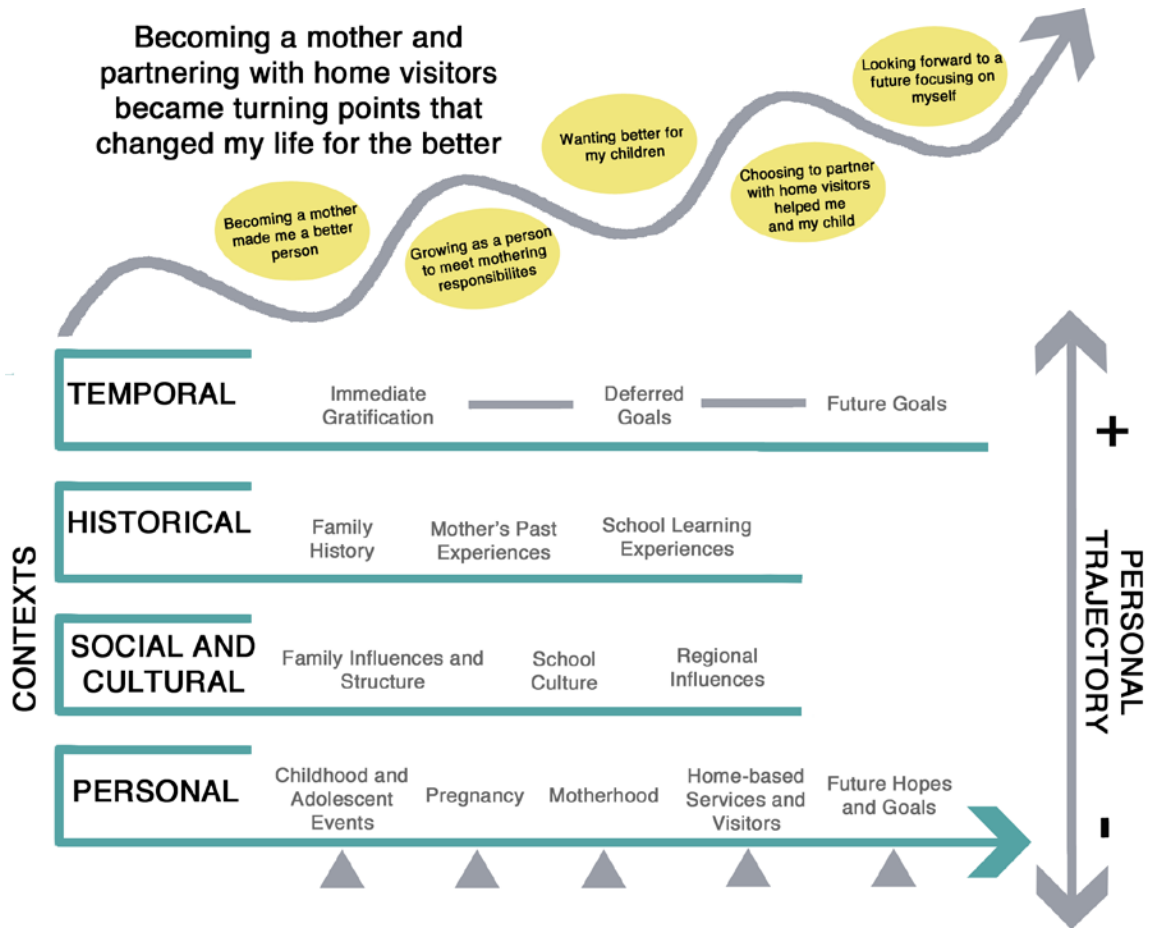 Becoming a mother and
partnering with home visitors
became turning points that
changed my life for the better
Becoming a mother
made me a better
person
Growing as a person
to meet mothering
responsibilites
Wanting better for
my children
Choosing to partner
with home visitors
helped me
and my child
Looking forward to a
future focusing on
myself
CONTEXTS
TEMPORAL
Immediate
Gratification
Deferred
Goals
Future Goals
HISTORICAL
Family
History
Mother's Past
Experiences
School Learning
Experiences
SOCIAL AND
CULTURAL
Family Influences and
Structure
School
Culture
Regional
Influences
PERSONAL
Childhood and
Adolescent
Events
Pregnancy
Motherhood
Home-based
Services and
Visitors
Future Hopes
and Goals
+
PERSONAL
TRAJECTORY
-